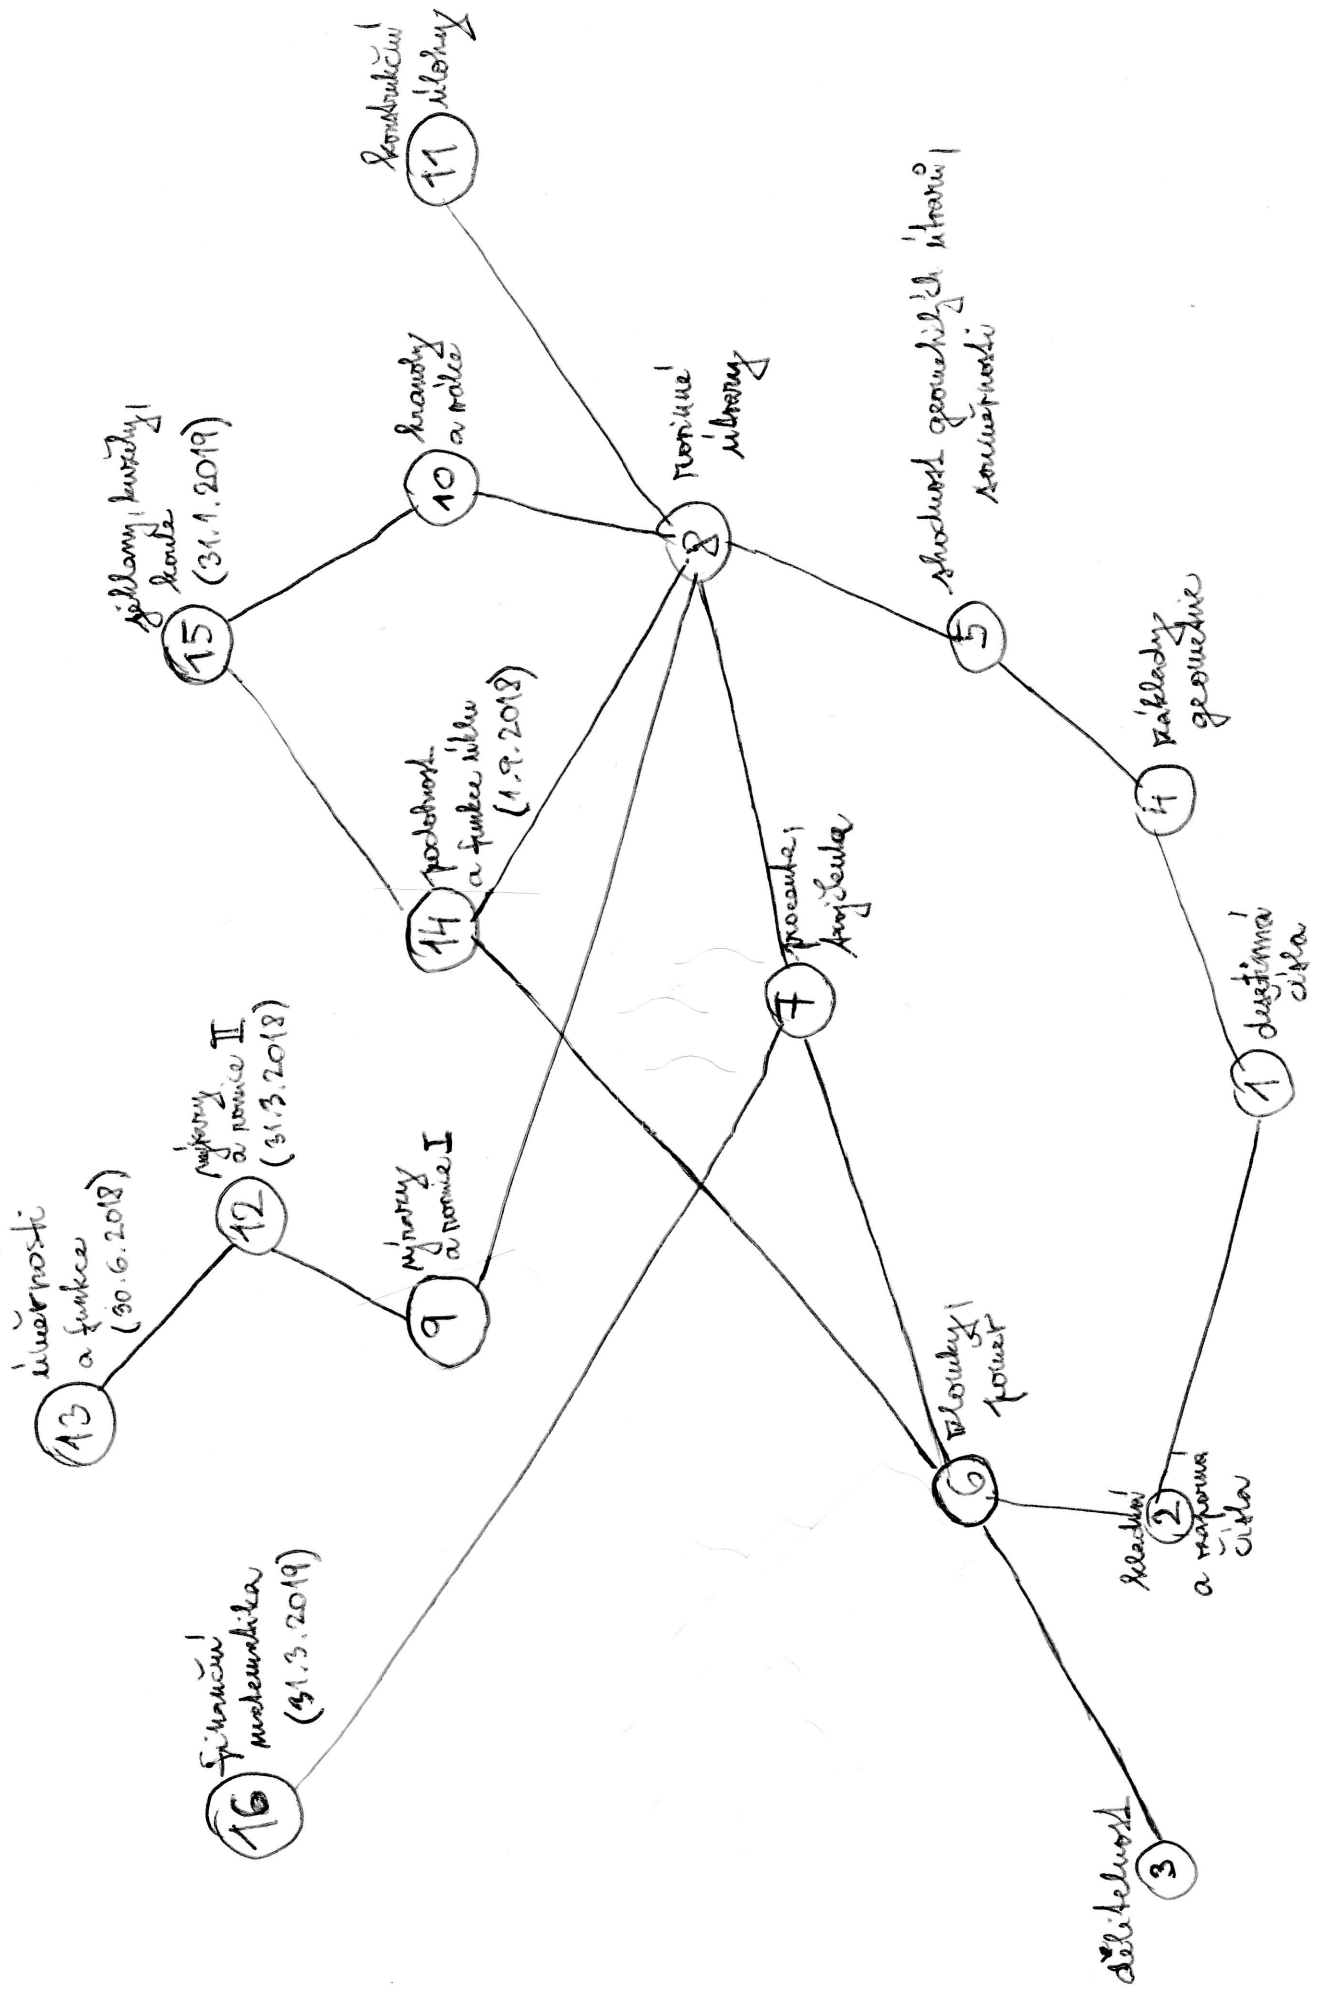 úměrnosti
a funkce
(30.6.2018)
13
jehlany, kužely,
koule
(31.1.2019)
15
finanční
matematika
(31.3.2019)
16
výrazy
a rovnice II
(31.3.2018)
12
výrazy
a rovnice I
9
podobnost
a funkce úhlu
(1.9.2018)
14
hranoly
a válce
10
konstrukční
úlohy
11
rovinné
útvary
8
procenta,
trojčlenka
7
zlomky,
poměr
6
shodnost geometrických útvarů,
souměrnosti
5
dělitelnost
3
kladná
a záporná
čísla
2
základy
geometrie
4
desetinná
čísla
1